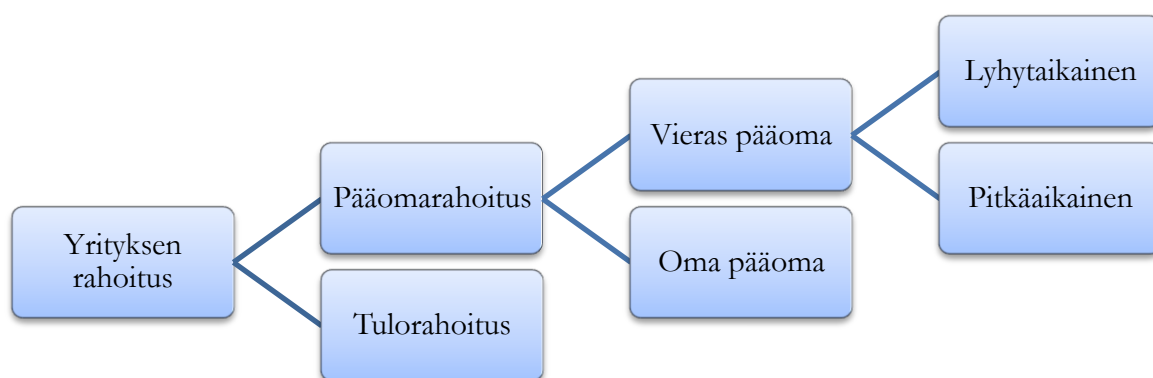 Yrityksen
rahoitus
Pääomarahoitus
Tulorahoitus
Vieras pääoma
Oma pääoma
Lyhytaikainen
Pitkäaikainen